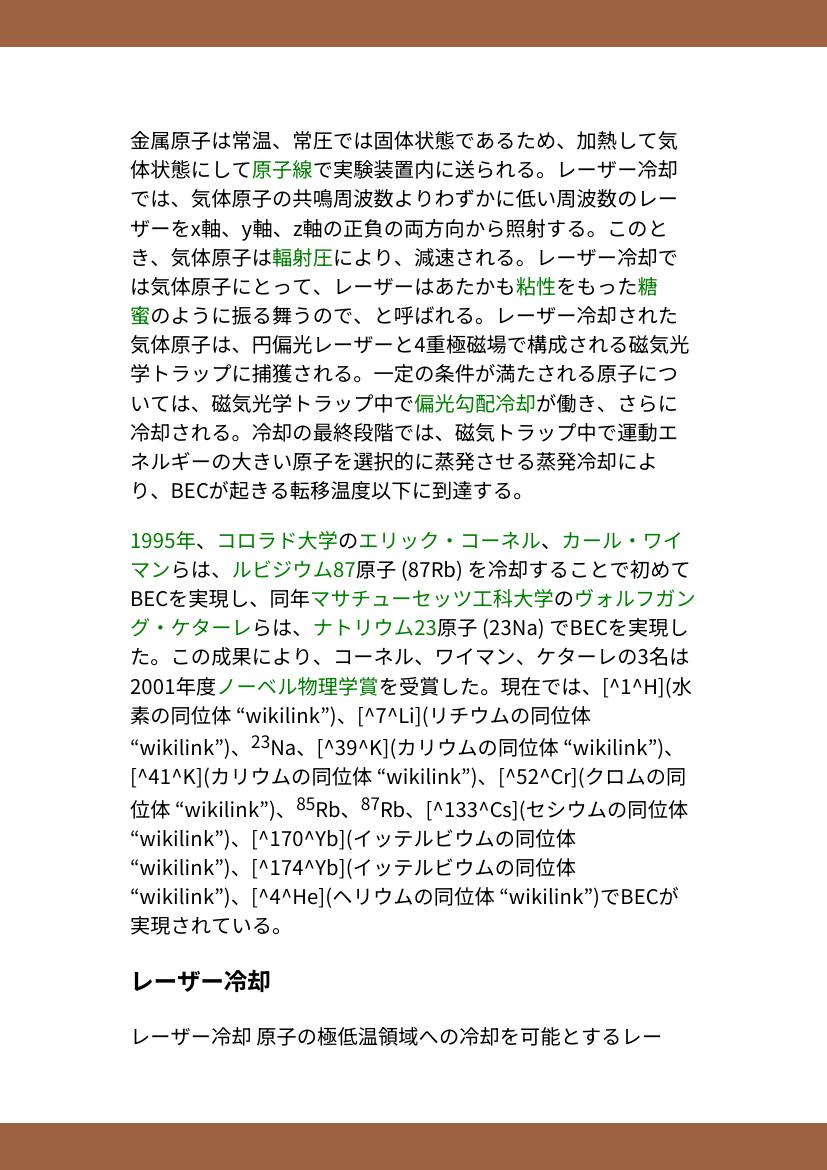 金属原子は常温、常圧では固体状態であるため、加熱して気
体状態にして原子線で実験装置内に送られる。レーザー冷却
では、気体原子の共鳴周波数よりわずかに低い周波数のレー
ザーをx軸、y軸、z軸の正負の両方向から照射する。このと
き、気体原子は輻射圧により、減速される。レーザー冷却で
は気体原子にとって、レーザーはあたかも粘性をもった糖
蜜のように振る舞うので、と呼ばれる。レーザー冷却された
気体原子は、円偏光レーザーと4重極磁場で構成される磁気光
学トラップに捕獲される。一定の条件が満たされる原子につ
いては、磁気光学トラップ中で偏光勾配冷却が働き、さらに
冷却される。冷却の最終段階では、磁気トラップ中で運動エ
ネルギーの大きい原子を選択的に蒸発させる蒸発冷却によ
り、BECが起きる転移温度以下に到達する。
1995年、コロラド大学のエリック・コーネル、カール・ワイ
マンらは、ルビジウム87原子 (87Rb) を冷却することで初めて
BECを実現し、同年マサチューセッツ工科大学のヴォルフガン
グ・ケターレらは、ナトリウム23原子 (23Na) でBECを実現し
た。この成果により、コーネル、ワイマン、ケターレの3名は
2001年度ノーベル物理学賞を受賞した。現在では、[^1^H](水
素の同位体 “wikilink”)、[^7^Li](リチウムの同位体
“wikilink”)、²³Na、[^39^K](カリウムの同位体 “wikilink”)、
[^41^K](カリウムの同位体 “wikilink”)、[^52^Cr](クロムの同
位体 “wikilink”)、⁸⁵Rb、⁸⁷Rb、[^133^Cs](セシウムの同位体
“wikilink”)、[^170^Yb](イッテルビウムの同位体
“wikilink”)、[^174^Yb](イッテルビウムの同位体
“wikilink”)、[^4^He](ヘリウムの同位体 “wikilink”)でBECが
実現されている。
レーザー冷却
レーザー冷却 原子の極低温領域への冷却を可能とするレー